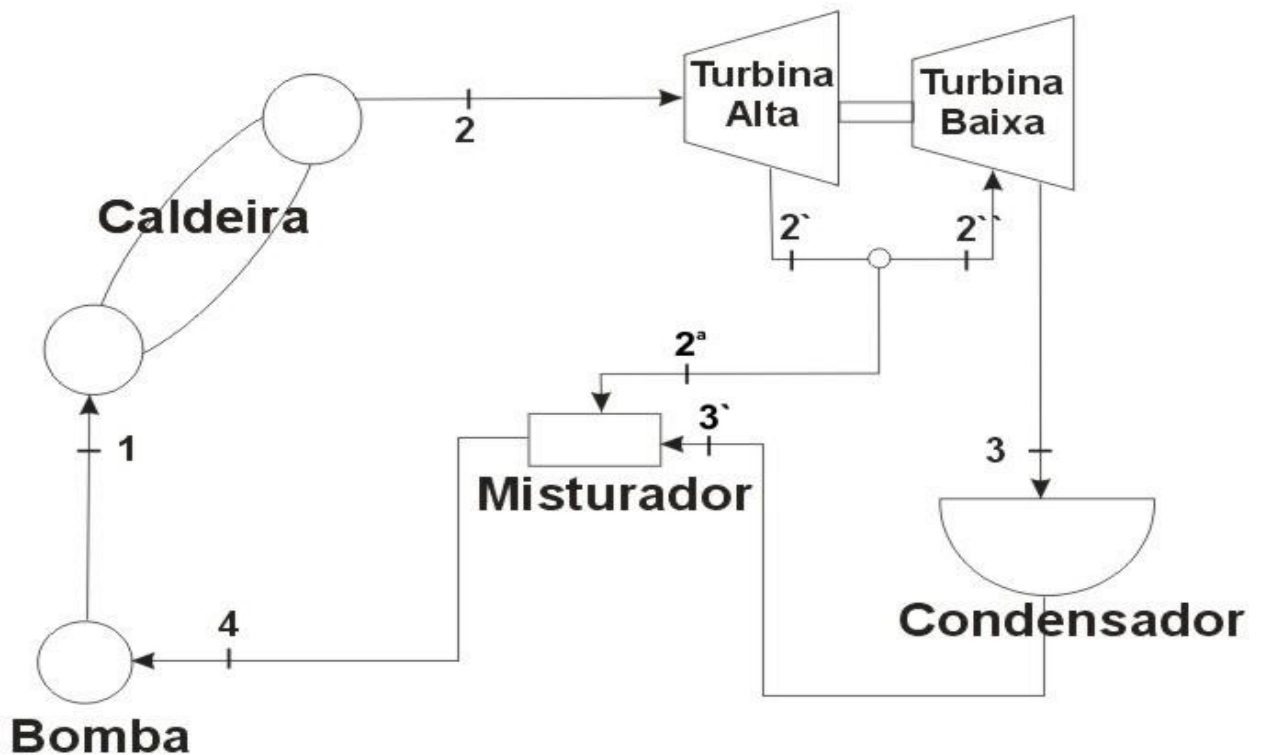 Turbina
Alta
Turbina
Baixa
2
Caldeira
2`
2``
2ª
3`
1
3
Misturador
Condensador
4
Bomba